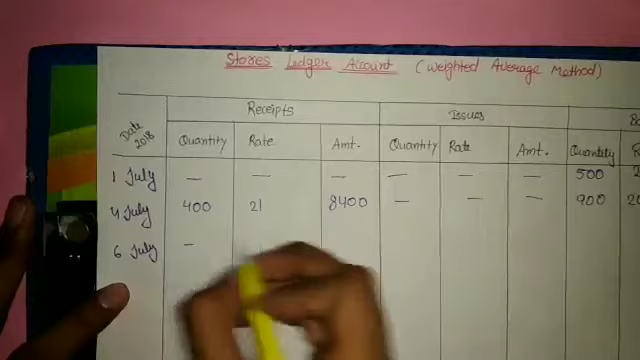 Stores Ledger Account (Weighted Average Method)
Receipts Issues
Date 2018 Quantity Rate Amt. Quantity Rate Amt. Quantity
1 July — — — — — — 500
4 July 400 21 8400 — — — 900
6 July —